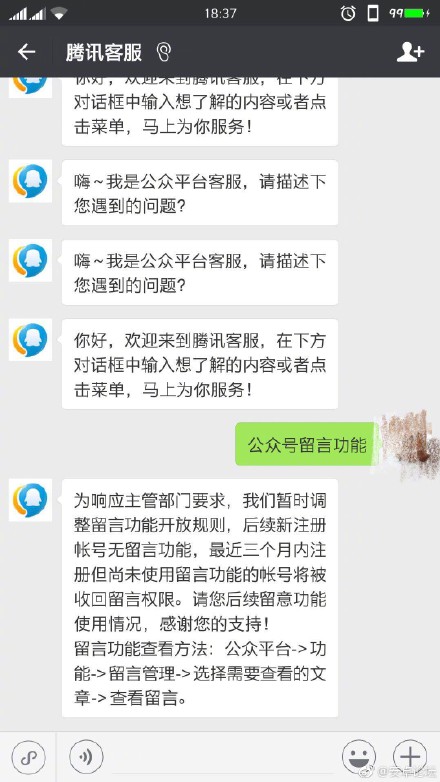 18:37
99
腾讯客服
你好，欢迎来到腾讯客服，在下方
对话框中输入想了解的内容或者点
击菜单，马上为你服务！
嗨~我是公众平台客服，请描述下
您遇到的问题？
嗨~我是公众平台客服，请描述下
您遇到的问题？
你好，欢迎来到腾讯客服，在下方
对话框中输入想了解的内容或者点
击菜单，马上为你服务！
公众号留言功能
为响应主管部门要求，我们暂时调
整留言功能开放规则，后续新注册
帐号无留言功能，最近三个月内注
册但尚未使用留言功能的帐号将被
收回留言权限。请您后续留意功能
使用情况，感谢您的支持！
留言功能查看方法：公众平台->功
能->留言管理->选择需要查看的文
章->查看留言。